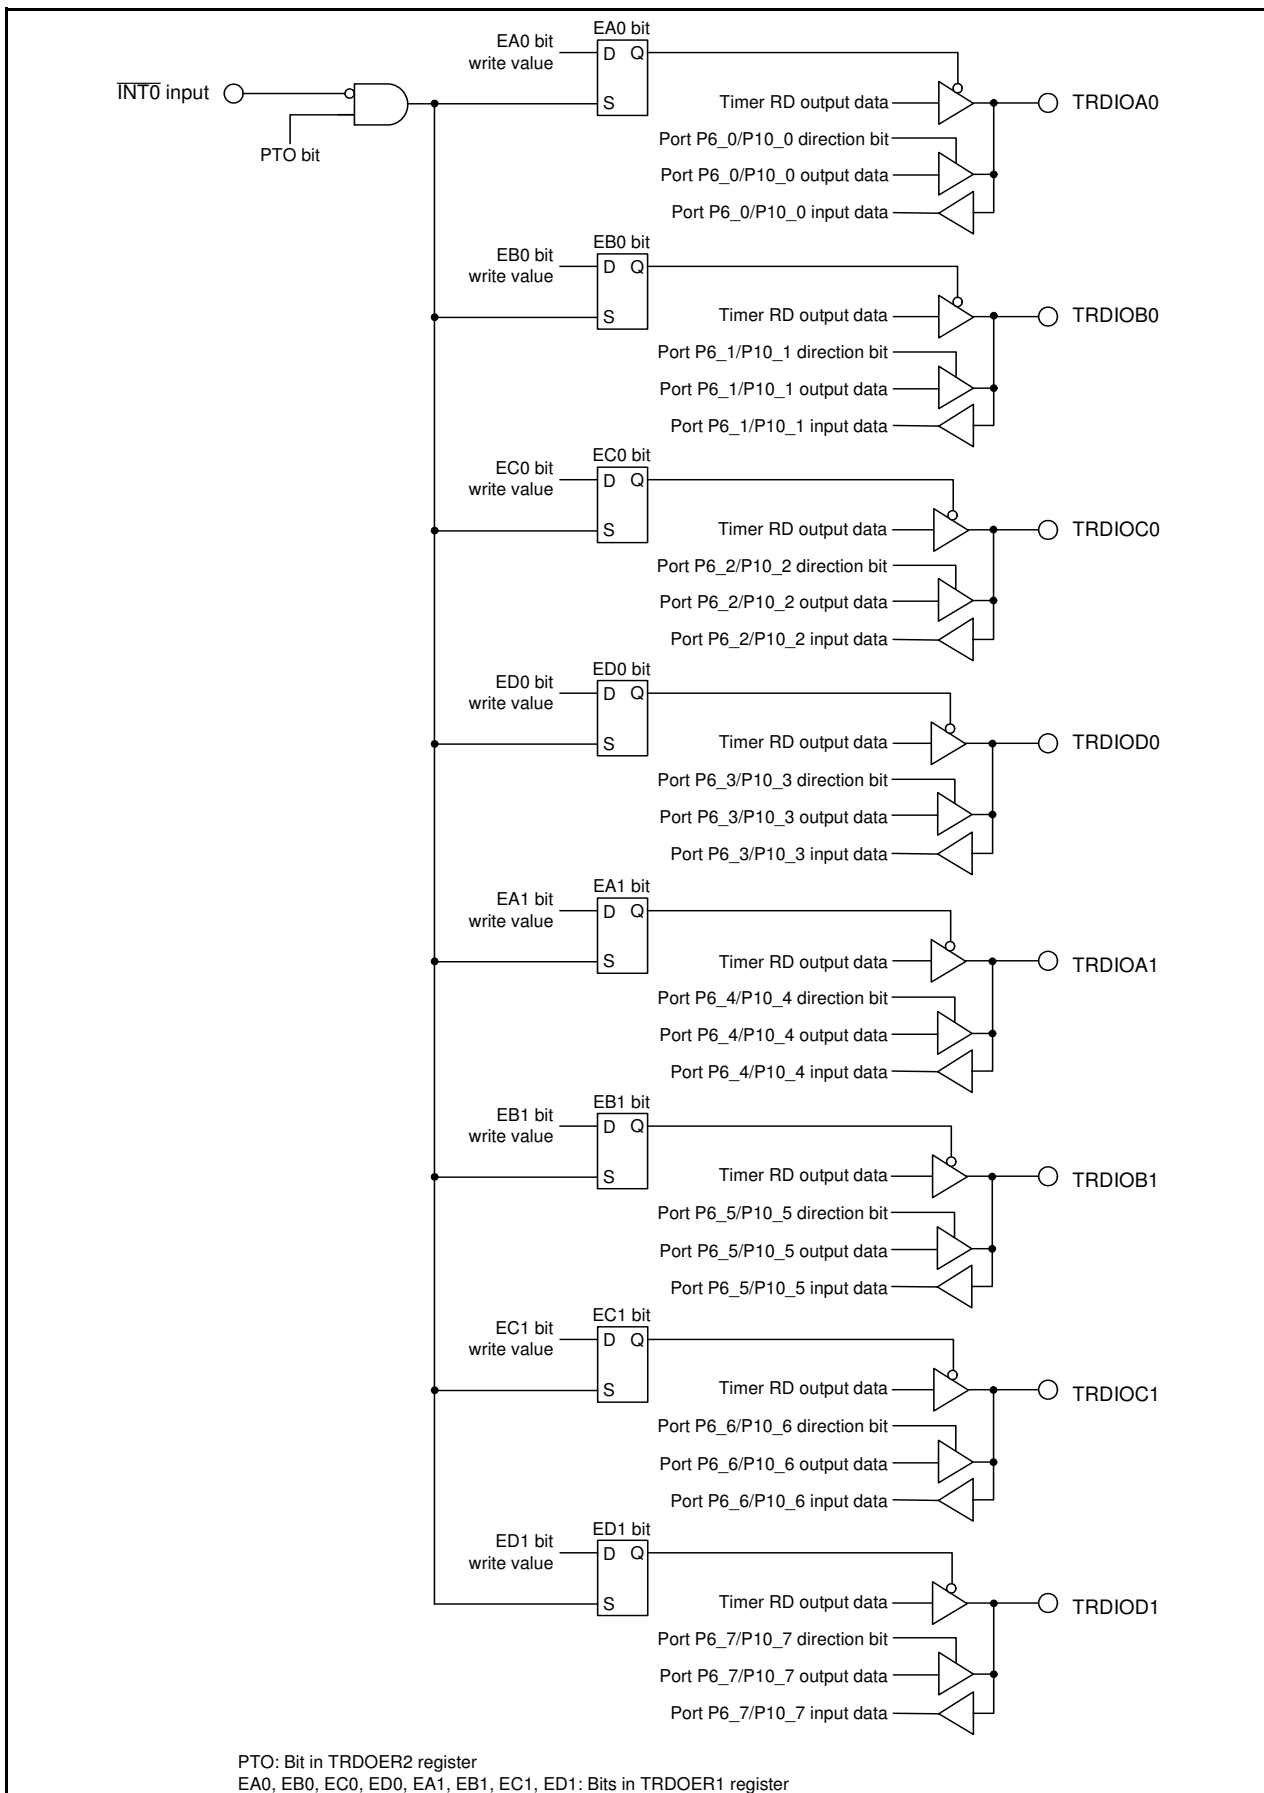 EA0 bit
EA0 bit
write value
D Q
S
INT0 input
PTO bit
Timer RD output data
TRDIOA0
Port P6_0/P10_0 direction bit
Port P6_0/P10_0 output data
Port P6_0/P10_0 input data
EB0 bit
EB0 bit
write value
D Q
S
Timer RD output data
TRDIOB0
Port P6_1/P10_1 direction bit
Port P6_1/P10_1 output data
Port P6_1/P10_1 input data
EC0 bit
EC0 bit
write value
D Q
S
Timer RD output data
TRDIOC0
Port P6_2/P10_2 direction bit
Port P6_2/P10_2 output data
Port P6_2/P10_2 input data
ED0 bit
ED0 bit
write value
D Q
S
Timer RD output data
TRDIOD0
Port P6_3/P10_3 direction bit
Port P6_3/P10_3 output data
Port P6_3/P10_3 input data
EA1 bit
EA1 bit
write value
D Q
S
Timer RD output data
TRDIOA1
Port P6_4/P10_4 direction bit
Port P6_4/P10_4 output data
Port P6_4/P10_4 input data
EB1 bit
EB1 bit
write value
D Q
S
Timer RD output data
TRDIOB1
Port P6_5/P10_5 direction bit
Port P6_5/P10_5 output data
Port P6_5/P10_5 input data
EC1 bit
EC1 bit
write value
D Q
S
Timer RD output data
TRDIOC1
Port P6_6/P10_6 direction bit
Port P6_6/P10_6 output data
Port P6_6/P10_6 input data
ED1 bit
ED1 bit
write value
D Q
S
Timer RD output data
TRDIOD1
Port P6_7/P10_7 direction bit
Port P6_7/P10_7 output data
Port P6_7/P10_7 input data
PTO: Bit in TRDOER2 register
EA0, EB0, EC0, ED0, EA1, EB1, EC1, ED1: Bits in TRDOER1 register